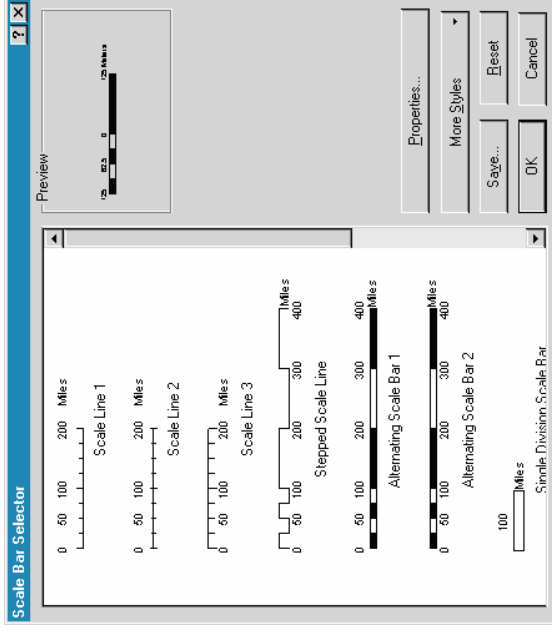 Scale Bar Selector
? X
0 50 100 200 Miles
Scale Line 1
0 50 100 200 Miles
Scale Line 2
0 50 100 200 Miles
Scale Line 3
Miles
0 50 100 200 300 400
Stepped Scale Line
0 50 100 200 300 400
Miles
Alternating Scale Bar 1
Miles
0 50 100 200 300 400
Alternating Scale Bar 2
100
Miles
Single Division Scale Bar
Preview
125 62.5 0 125 Meters
Properties...
More Styles
Save...
Reset
OK
Cancel